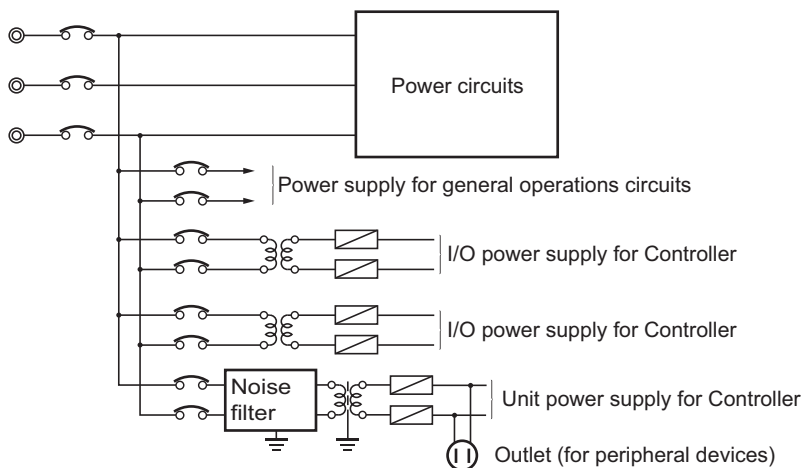 Power circuits
Power supply for general operations circuits
I/O power supply for Controller
I/O power supply for Controller
Noise
filter
Unit power supply for Controller
Outlet (for peripheral devices)